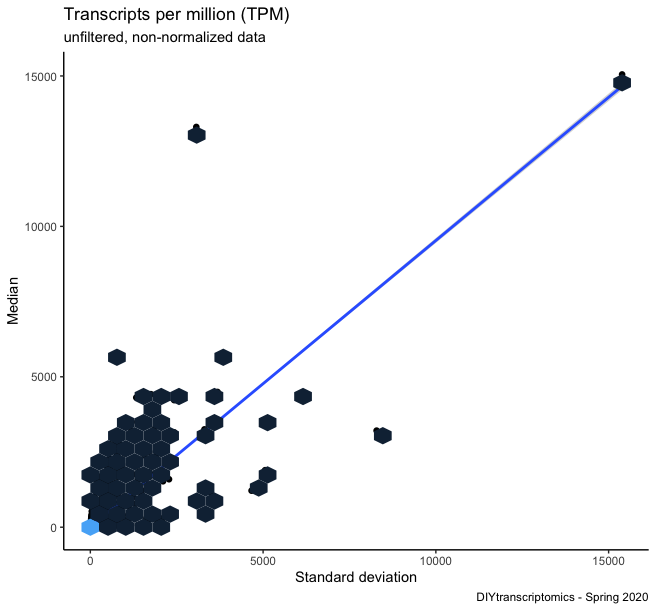 Transcripts per million (TPM)
unfiltered, non-normalized data
15000
10000
5000
0
Median
0 5000 10000 15000
Standard deviation
DIYtranscriptomics - Spring 2020